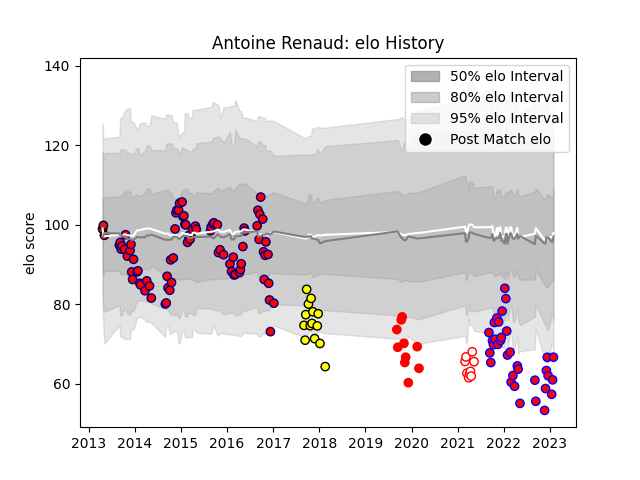 Antoine Renaud: elo History
140
120
100
80
60
elo score
50% elo Interval
80% elo Interval
95% elo Interval
Post Match elo
2013 2014 2015 2016 2017 2018 2019 2020 2021 2022 2023